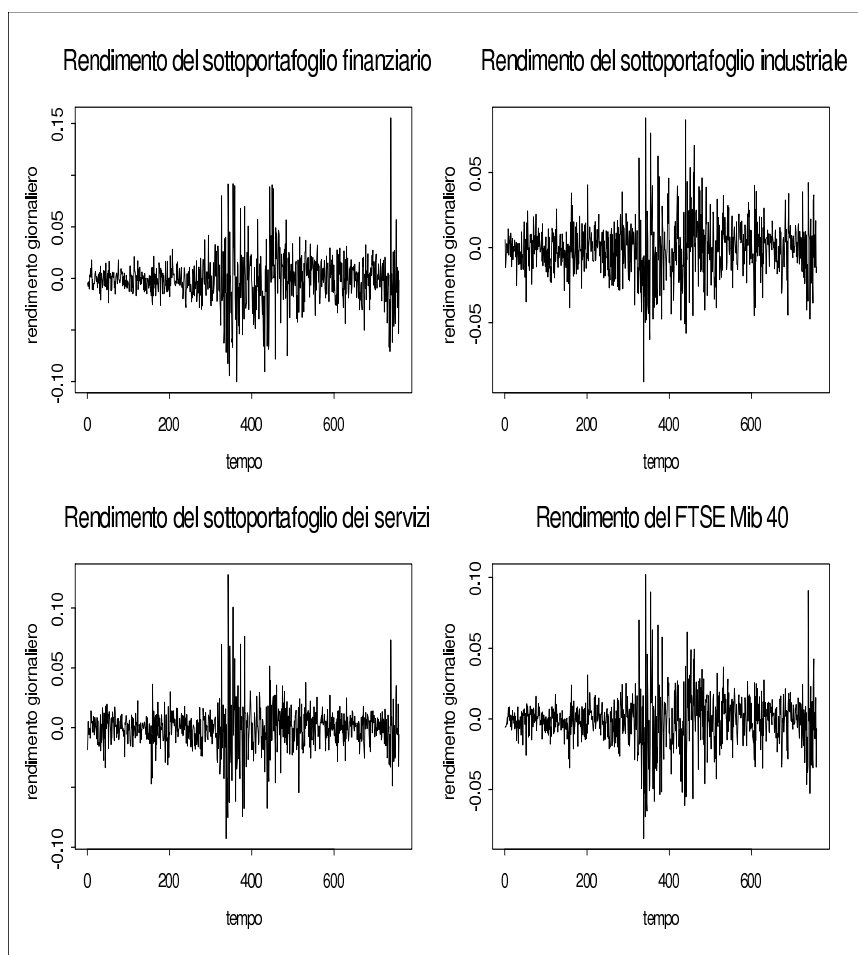 Rendimento del sottoportafoglio finanziario
Rendimento del sottoportafoglio industriale
rendimento giornaliero
0.15
0.05
0.0
-0.10
0 200 400 600
tempo
rendimento giornaliero
0.05
0.0
-0.05
0 200 400 600
tempo
Rendimento del sottoportafoglio dei servizi
Rendimento del FTSE Mib 40
rendimento giornaliero
0.10
0.05
0.0
-0.10
0 200 400 600
tempo
rendimento giornaliero
0.10
0.05
0.0
-0.05
0 200 400 600
tempo